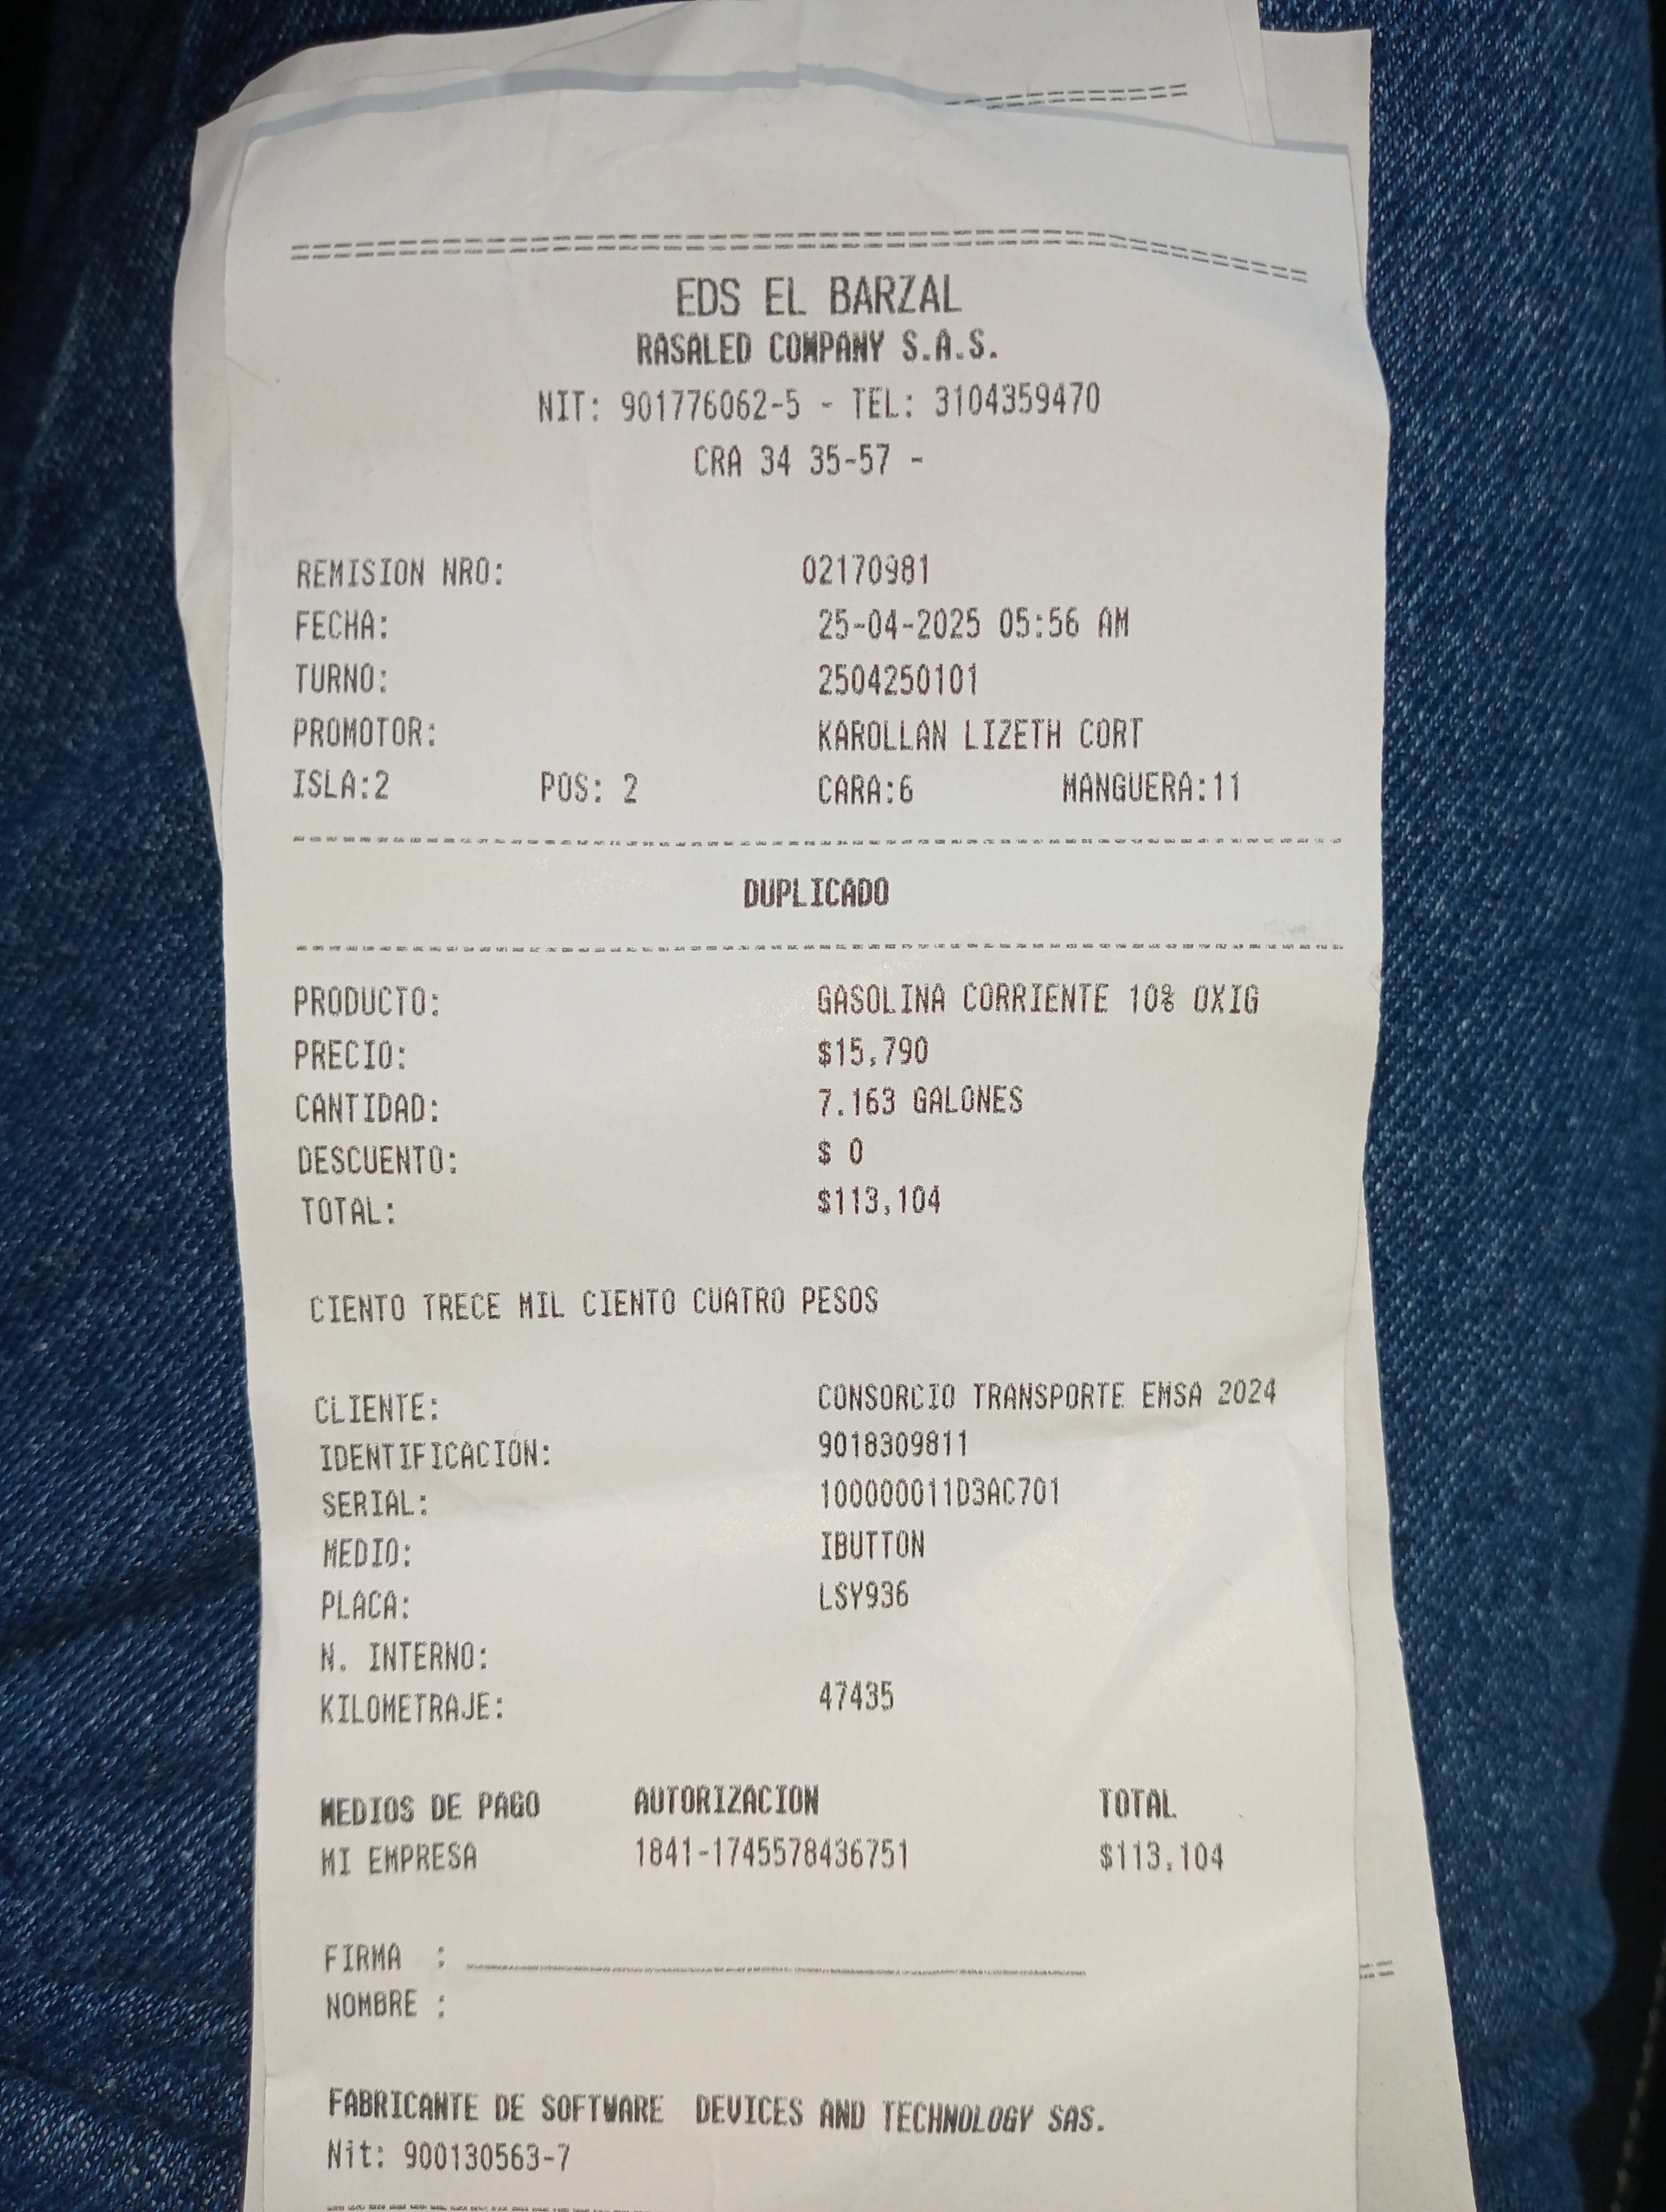 EDS EL BARZAL
RASALED COMPANY S.A.S.
NIT: 901776062-5 - TEL: 3104359470
CRA 34 35-57 -
REMISION NRO: 02170981
FECHA: 25-04-2025 05:56 AM
TURNO: 2504250101
PROMOTOR: KAROLLAN LIZETH CORT
ISLA:2 POS: 2 CARA:6 MANGUERA:11
DUPLICADO
PRODUCTO: GASOLINA CORRIENTE 10% OXIG
PRECIO: $15,790
CANTIDAD: 7.163 GALONES
DESCUENTO: $ 0
TOTAL: $113,104
CIENTO TRECE MIL CIENTO CUATRO PESOS
CLIENTE: CONSORCIO TRANSPORTE EMSA 2024
IDENTIFICACION: 9018309811
SERIAL: 100000011D3AC701
MEDIO: IBUTTON
PLACA: LSY936
N. INTERNO:
KILOMETRAJE: 47435
MEDIOS DE PAGO AUTORIZACION TOTAL
MI EMPRESA 1841-1745578436751 $113,104
FIRMA :
NOMBRE :
FABRICANTE DE SOFTWARE DEVICES AND TECHNOLOGY SAS.
Nit: 900130563-7